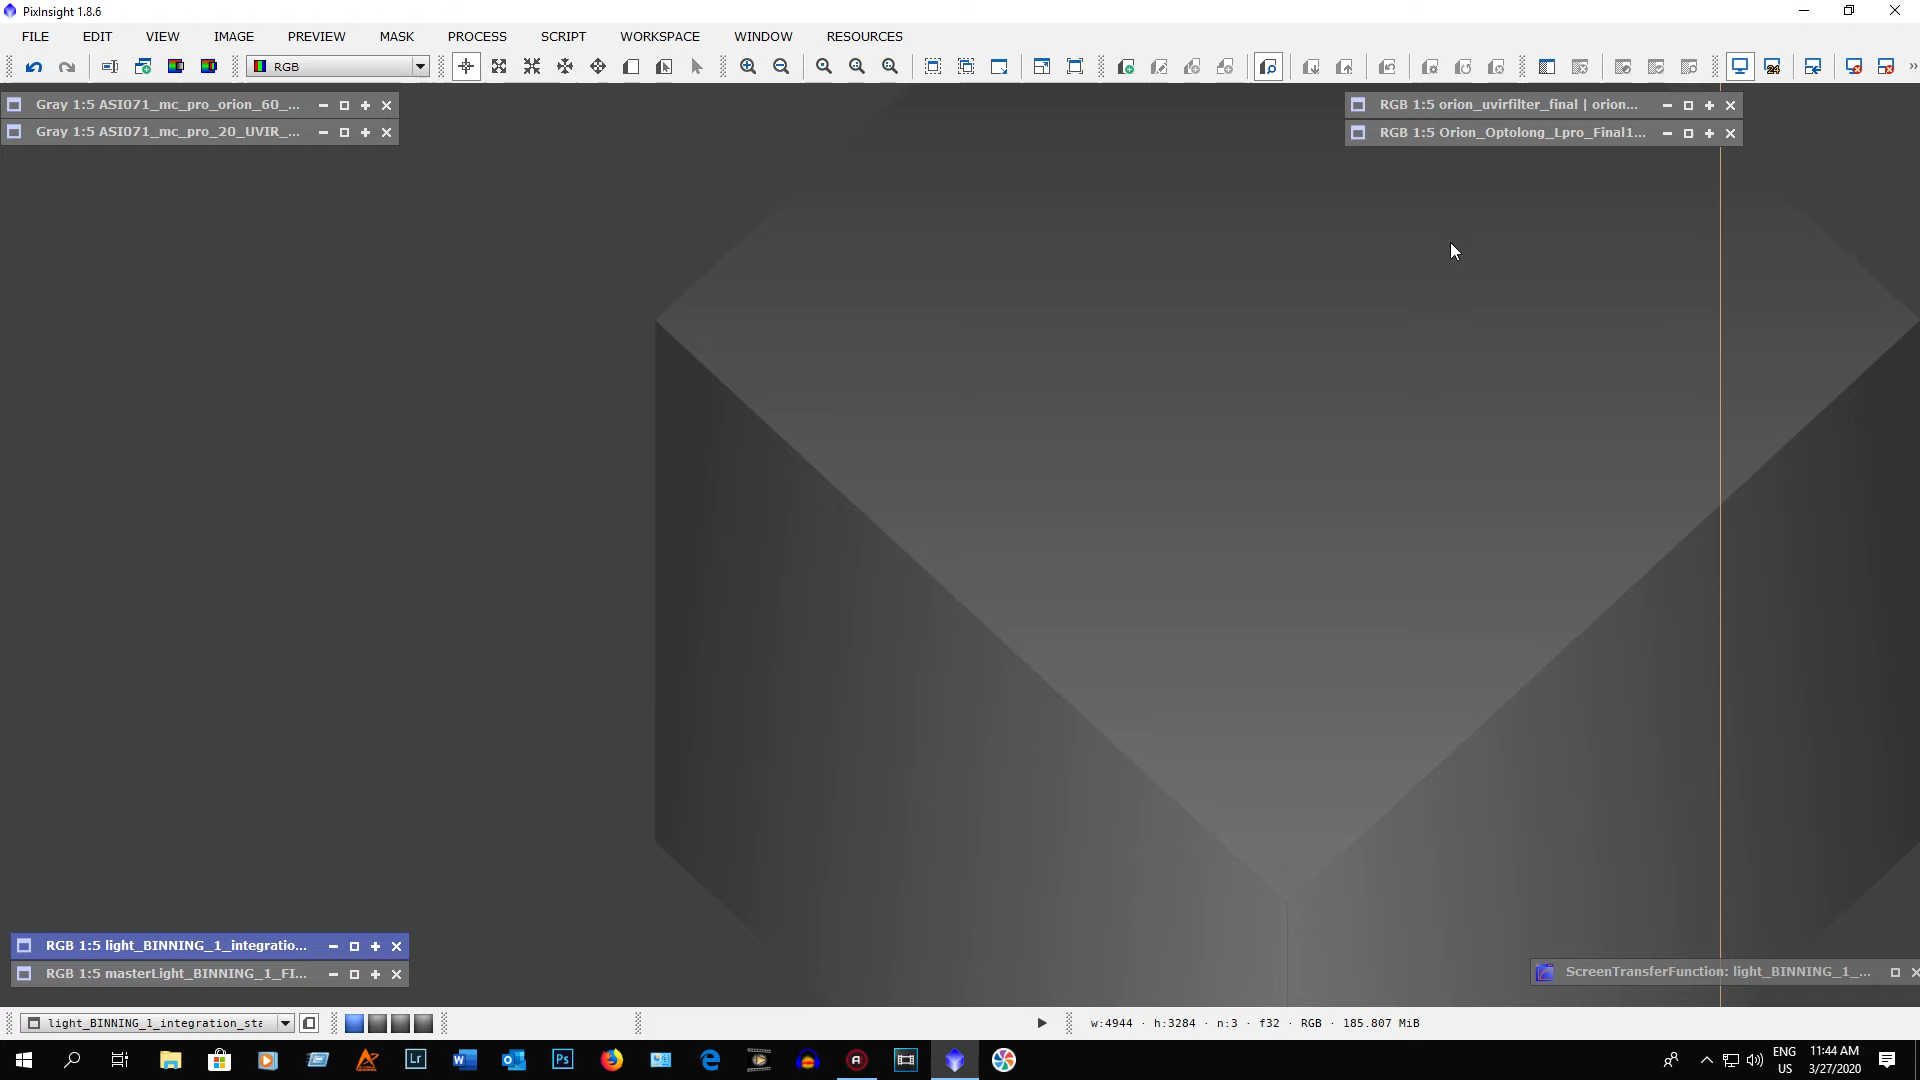 PixInsight 1.8.6
FILE EDIT VIEW IMAGE PREVIEW MASK PROCESS SCRIPT WORKSPACE WINDOW RESOURCES
RGB
24
Gray 1:5 ASI071_mc_pro_orion_60_...
Gray 1:5 ASI071_mc_pro_20_UVIR_...
RGB 1:5 orion_uvirfilter_final | orion...
RGB 1:5 Orion_Optolong_Lpro_Final1...
RGB 1:5 light_BINNING_1_integratio...
RGB 1:5 masterLight_BINNING_1_FI...
ScreenTransferFunction: light_BINNING_1_...
light_BINNING_1_integration_sta
w:4944 · h:3284 · n:3 · f32 · RGB · 185.807 MiB
Lr
Ps
ENG
US
11:44 AM
3/27/2020